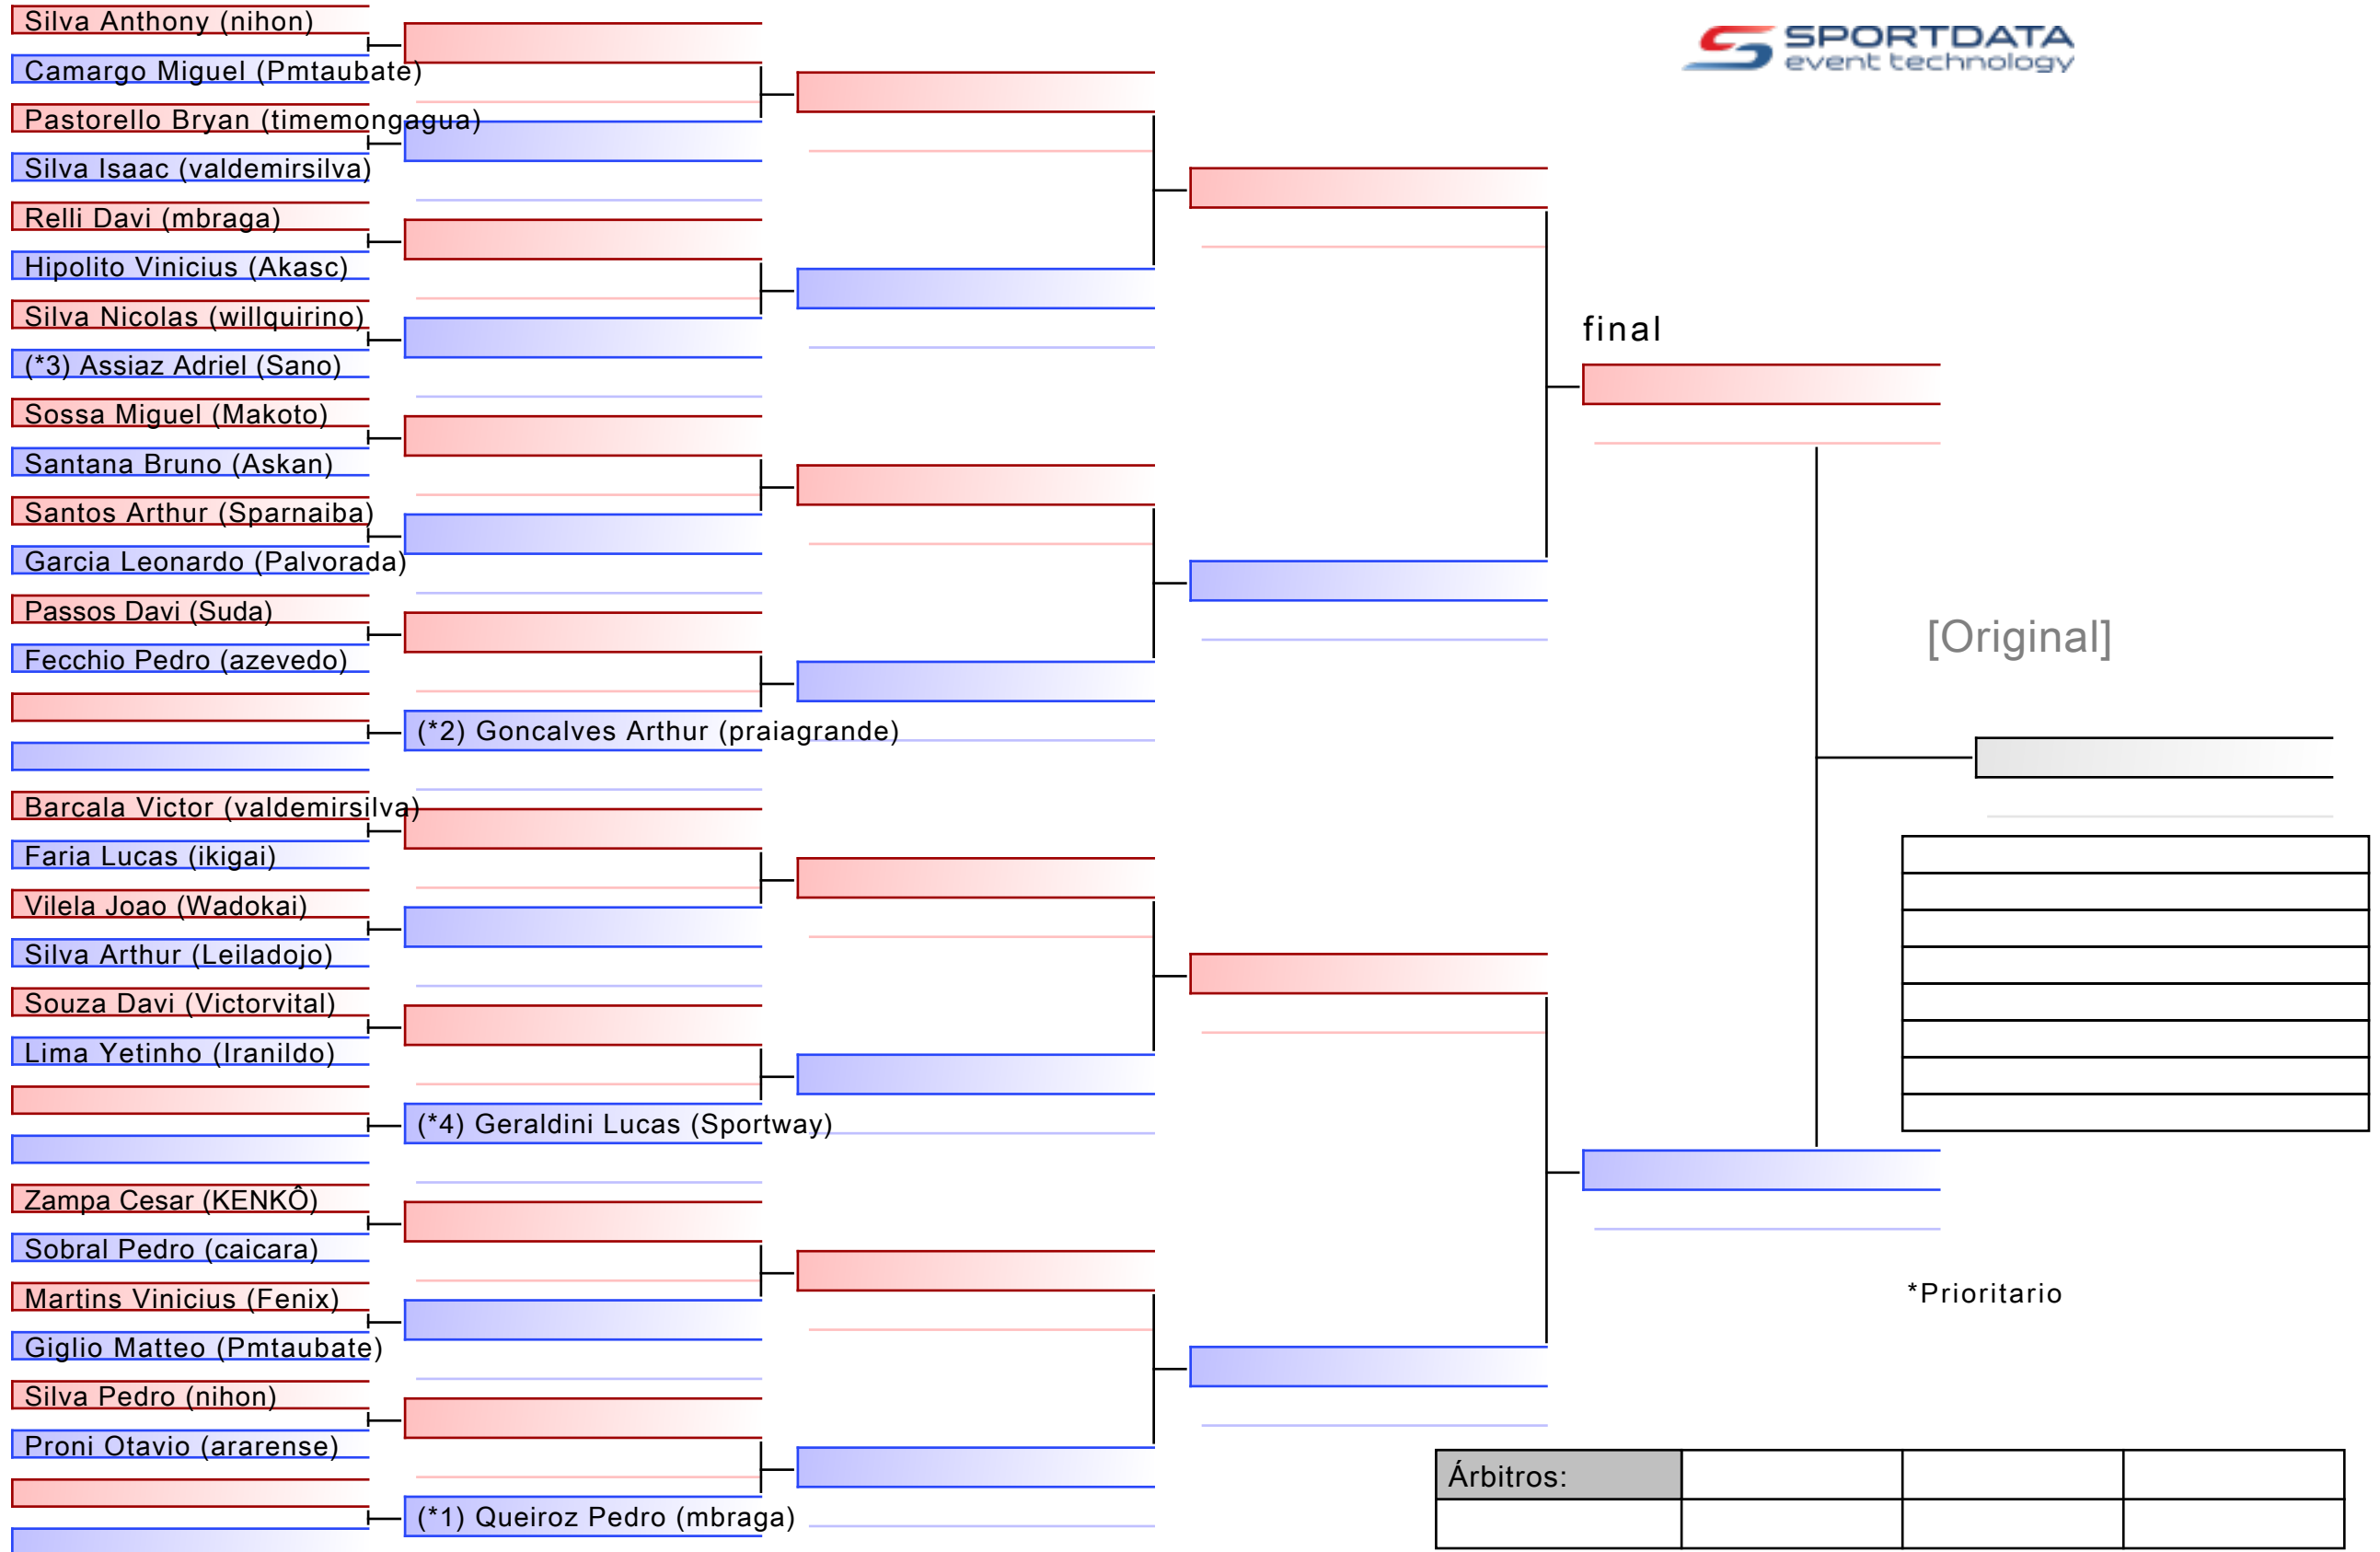 Silva Anthony (nihon)
Camargo Miguel (Pmtaubate)
Pastorello Bryan (timemongagua)
Silva Isaac (valdemirsilva)
Relli Davi (mbraga)
Hipolito Vinicius (Akasc)
Silva Nicolas (willquirino)
(*3) Assiaz Adriel (Sano)
Sossa Miguel (Makoto)
Santana Bruno (Askan)
Santos Arthur (Sparnaiba)
Garcia Leonardo (Palvorada)
Passos Davi (Suda)
Fecchio Pedro (azevedo)
(*2) Goncalves Arthur (praiagrande)
Barcala Victor (valdemirsilva)
Faria Lucas (ikigai)
Vilela Joao (Wadokai)
Silva Arthur (Leiladojo)
Souza Davi (Victorvital)
Lima Yetinho (Iranildo)
(*4) Geraldini Lucas (Sportway)
Zampa Cesar (KENKÔ)
Sobral Pedro (caicara)
Martins Vinicius (Fenix)
Giglio Matteo (Pmtaubate)
Silva Pedro (nihon)
Proni Otavio (ararense)
(*1) Queiroz Pedro (mbraga)
SPORTDATA
event technology
final
[Original]
*Prioritario
Árbitros: